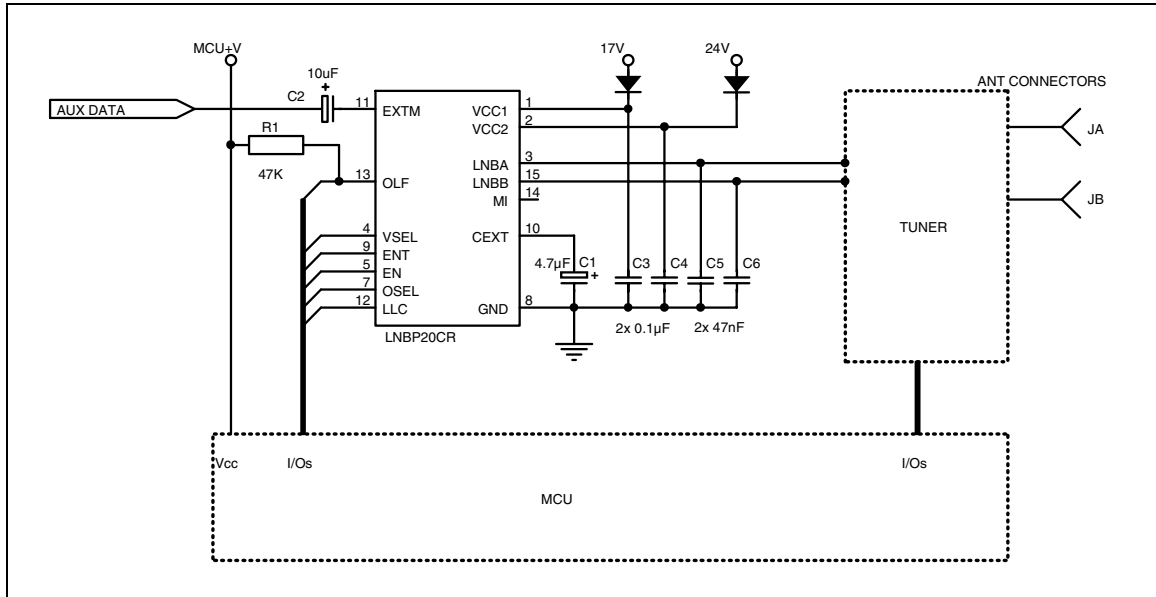 MCU+V
17V
24V
ANT CONNECTORS
10uF
+
C2
AUX DATA
11
EXTM
VCC1
1
VCC2
2
JA
R1
47K
LNBA
3
13
OLF
LNBB
15
MI
14
JB
TUNER
4
VSEL
CEXT
10
9
ENT
5
EN
7
OSEL
12
LLC
4.7µF
C1
+
C3
C4
C5
C6
GND
8
LNBP20CR
2x 0.1µF
2x 47nF
Vcc
I/Os
I/Os
MCU